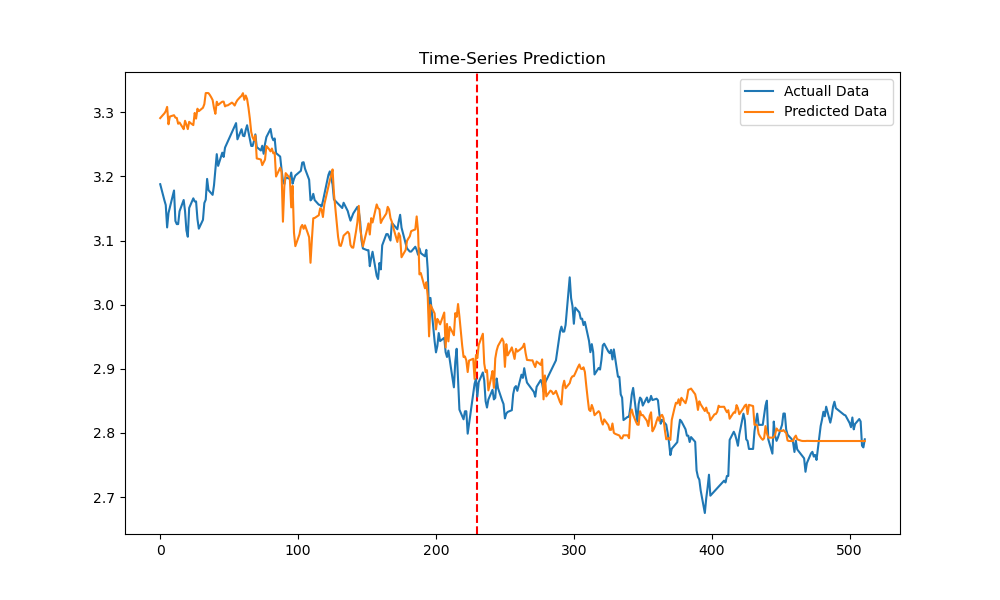 Time-Series Prediction
Actuall Data
Predicted Data
3.3
3.2
3.1
3.0
2.9
2.8
2.7
0 100 200 300 400 500